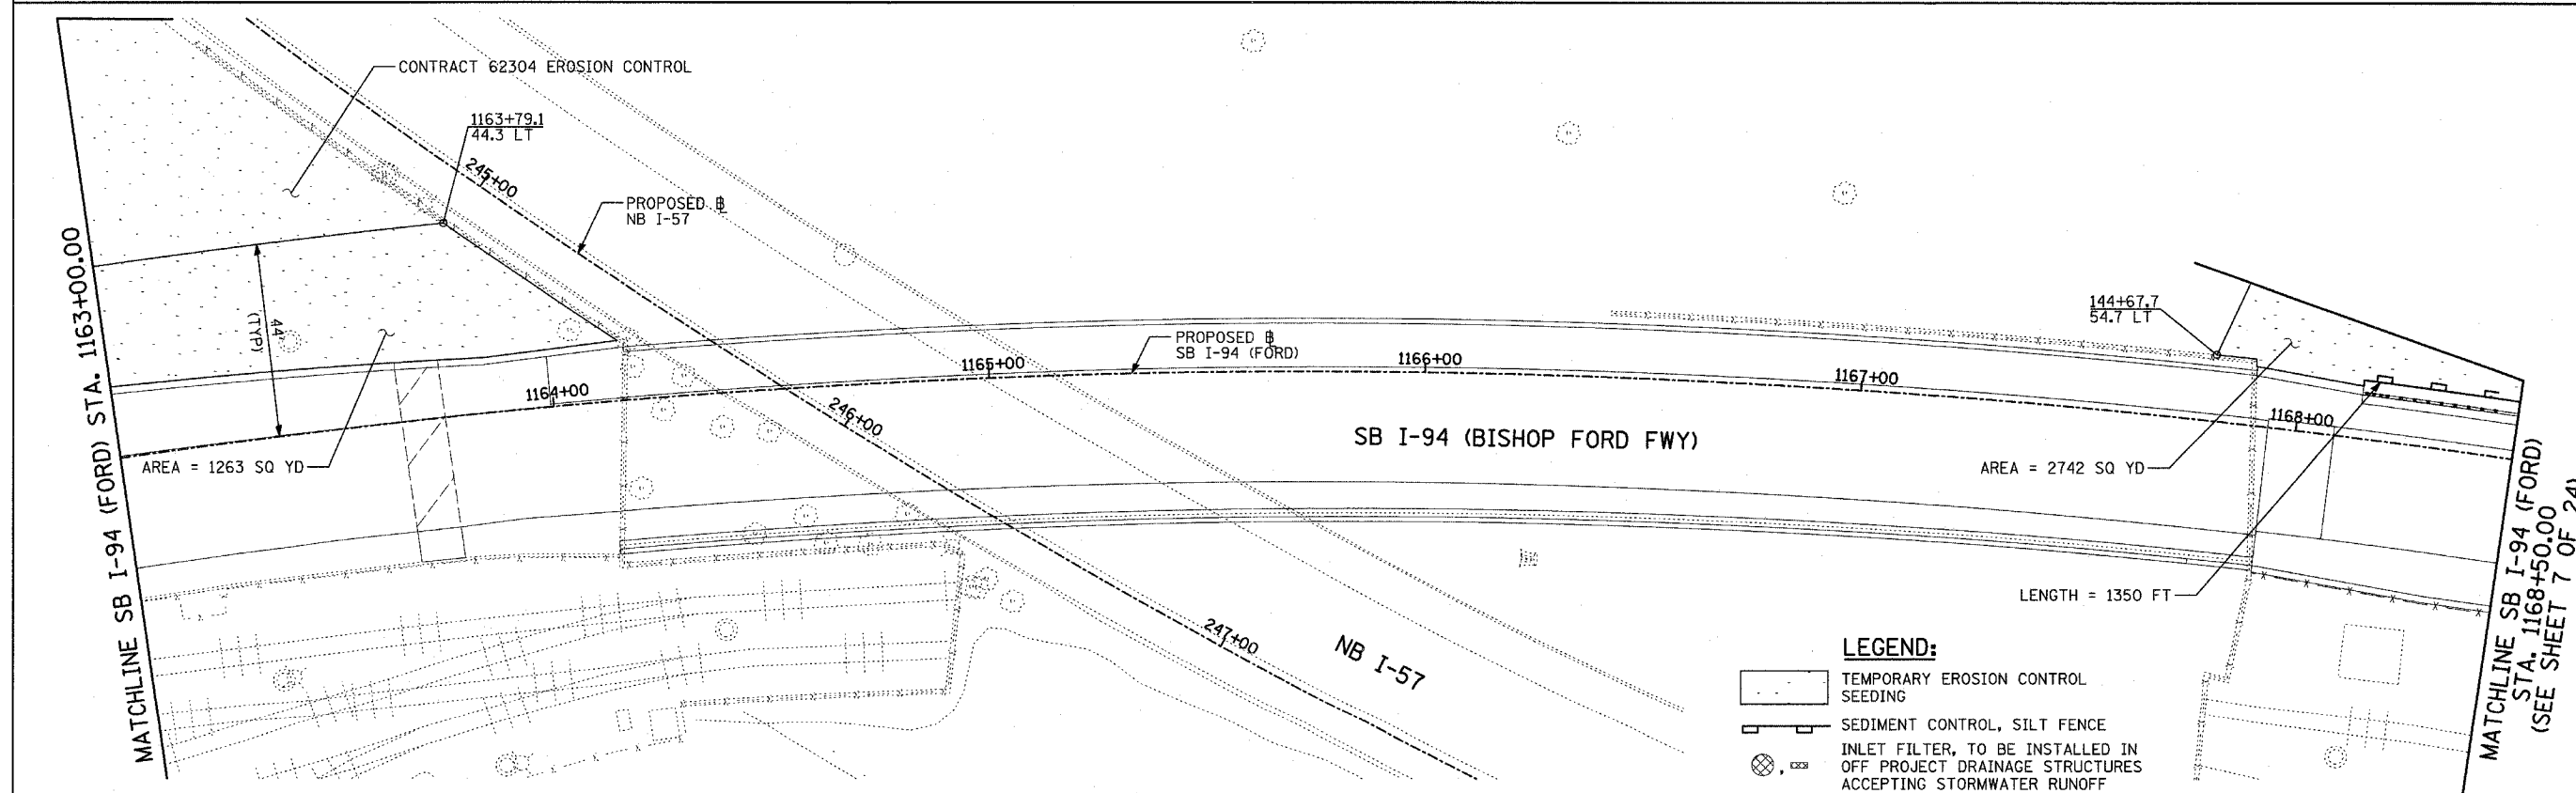 CONTRACT 62304 EROSION CONTROL
1163+79.1
44.3 LT
245+00
PROPOSED ℄
NB I-57
MATCHLINE SB I-94 (FORD) STA. 1163+00.00
44'
(TYP)
AREA = 1263 SQ YD
1164+00
1165+00
PROPOSED ℄
SB I-94 (FORD)
1166+00
1167+00
1168+00
246+00
SB I-94 (BISHOP FORD FWY)
144+67.7
54.7 LT
AREA = 2742 SQ YD
LENGTH = 1350 FT
247+00
NB I-57
MATCHLINE SB I-94 (FORD)
STA. 1168+50.00
(SEE SHEET 7 OF 24)
LEGEND:
TEMPORARY EROSION CONTROL
SEEDING
SEDIMENT CONTROL, SILT FENCE
INLET FILTER, TO BE INSTALLED IN
OFF PROJECT DRAINAGE STRUCTURES
ACCEPTING STORMWATER RUNOFF